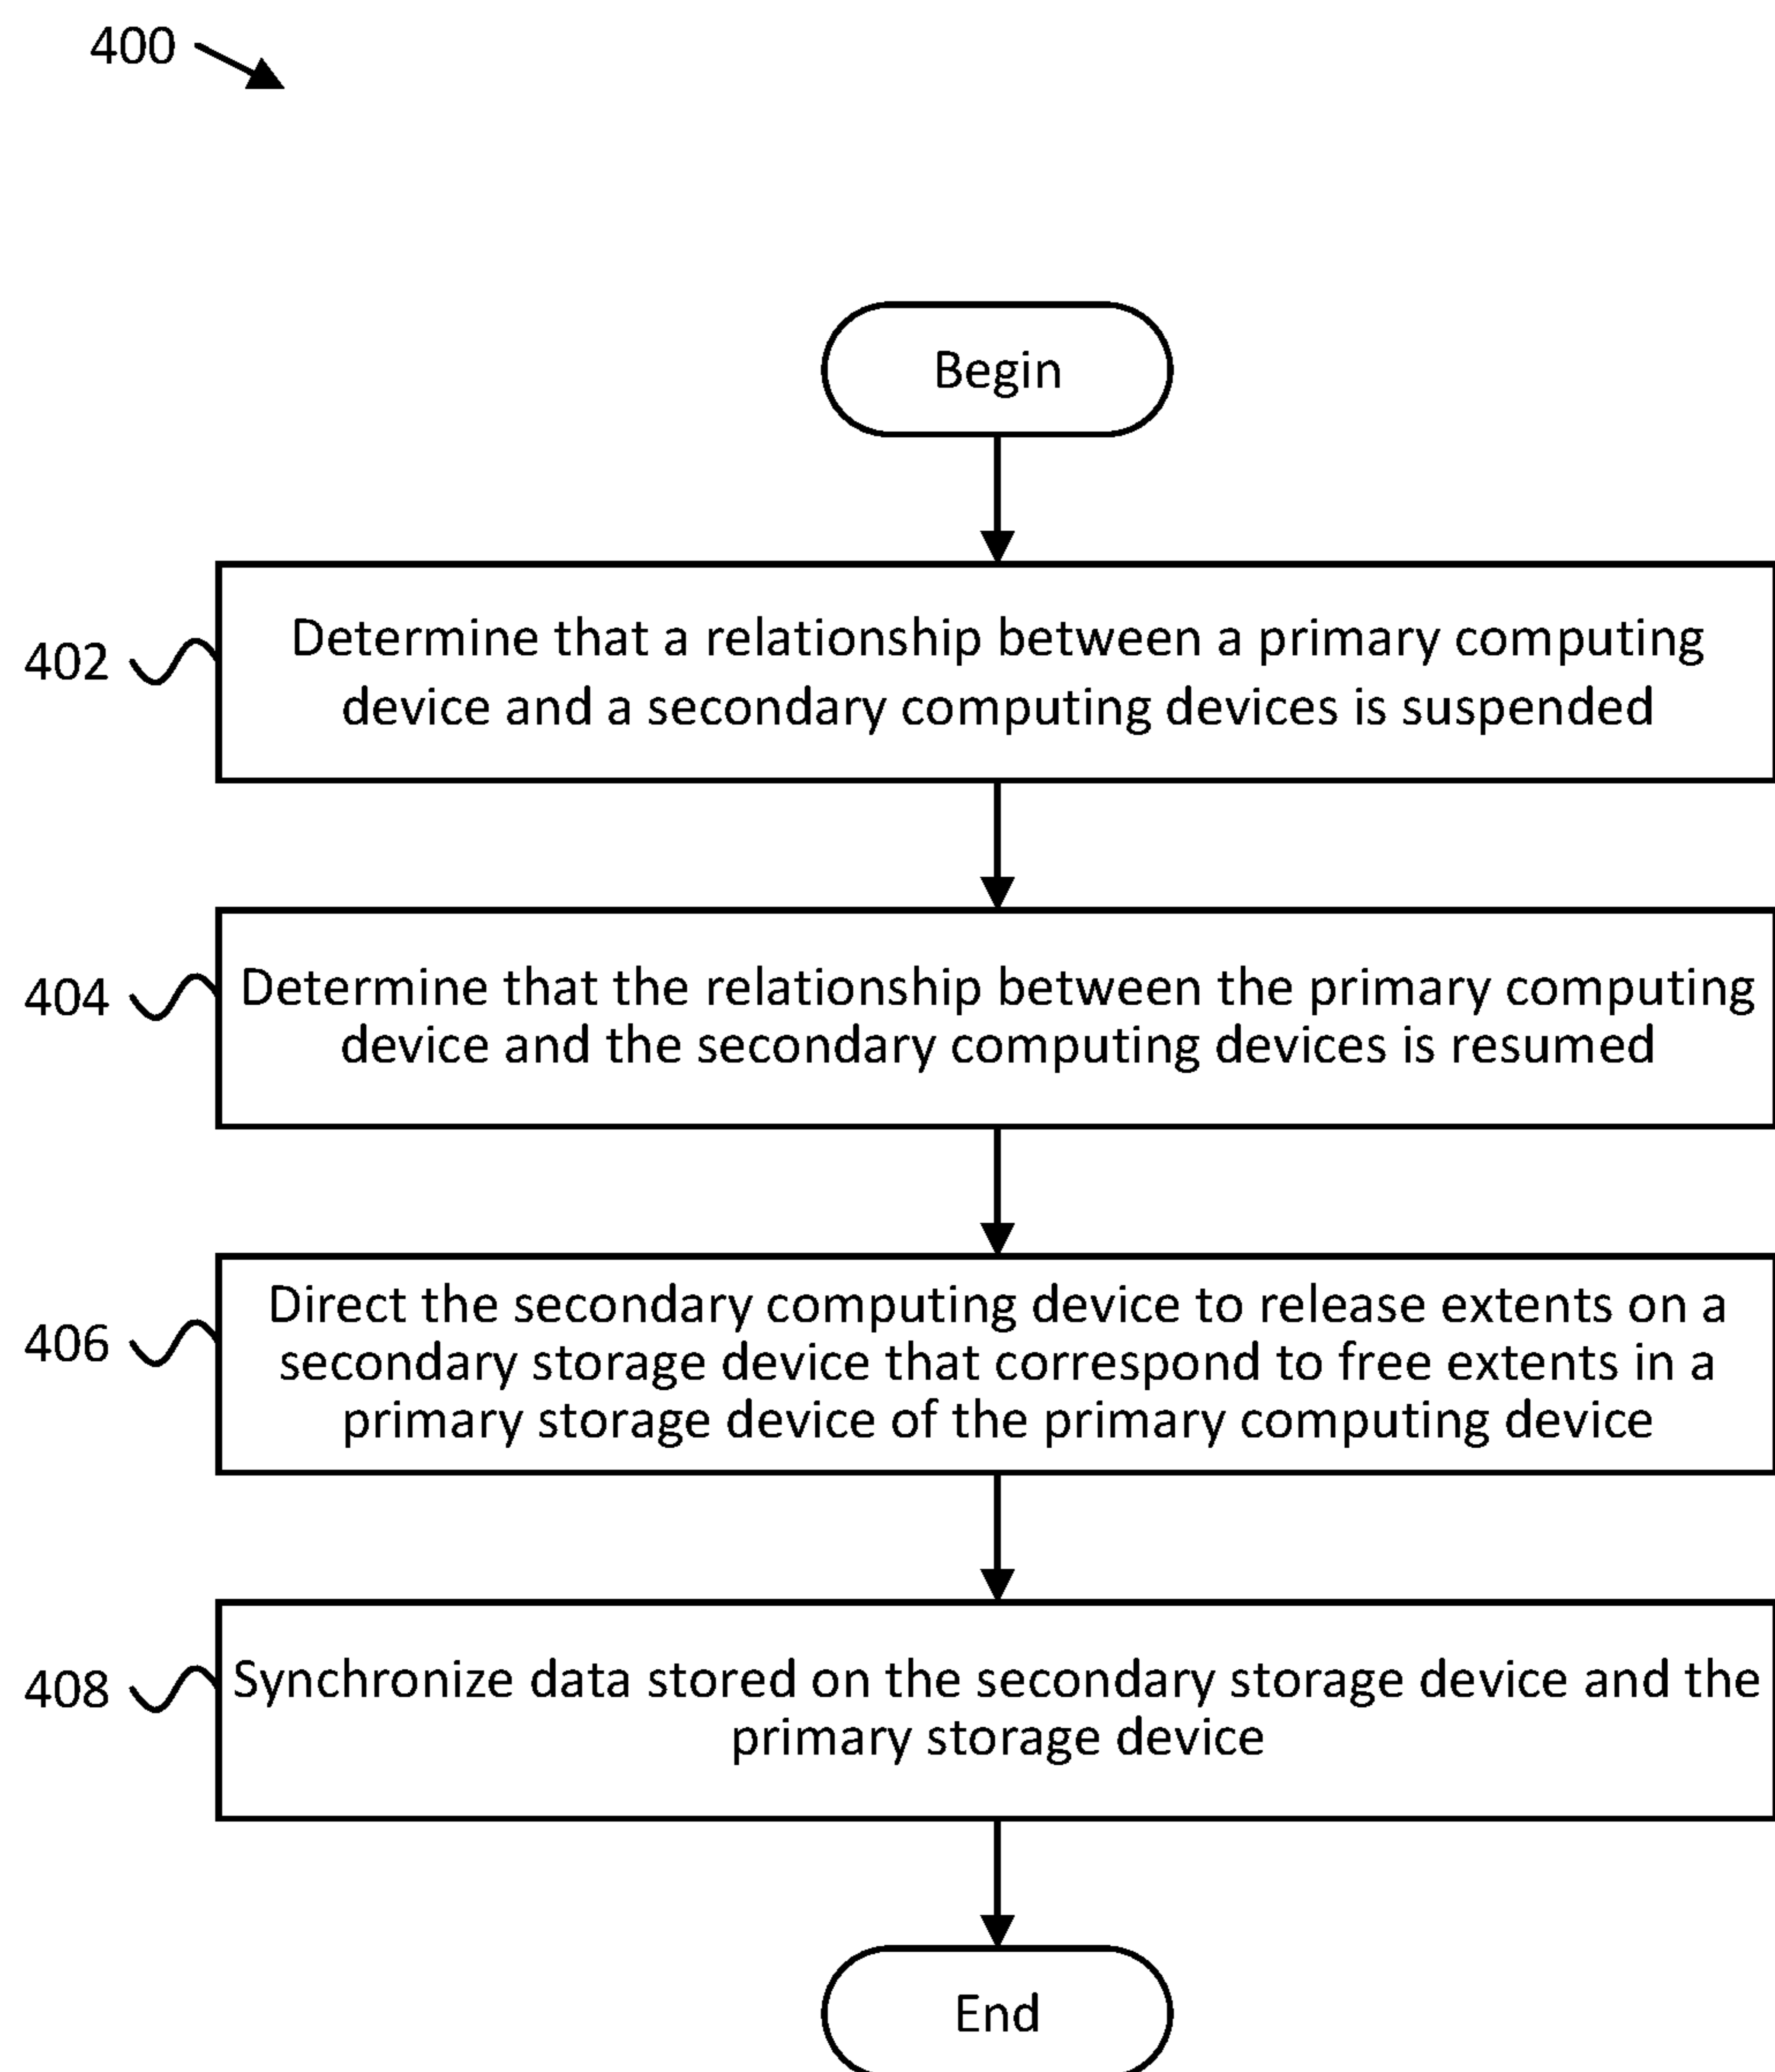 400
Begin
402
Determine that a relationship between a primary computing
device and a secondary computing devices is suspended
404
Determine that the relationship between the primary computing
device and the secondary computing devices is resumed
406
Direct the secondary computing device to release extents on a
secondary storage device that correspond to free extents in a
primary storage device of the primary computing device
408
Synchronize data stored on the secondary storage device and the
primary storage device
End